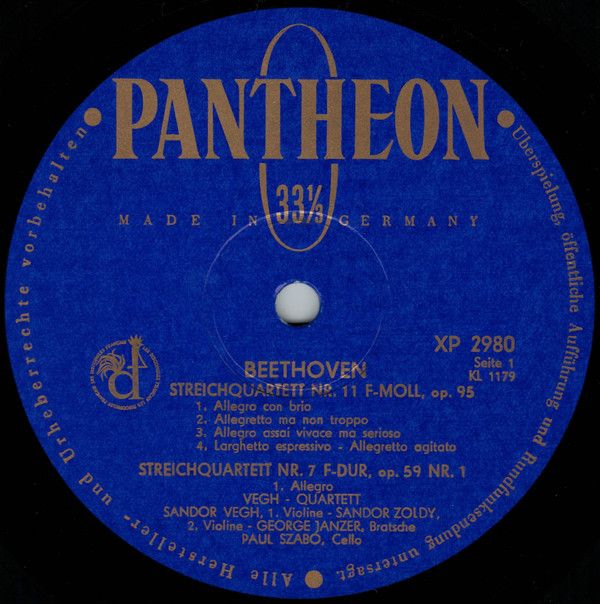 PANTHEON
33⅓
MADE IN GERMANY
XP 2980
Seite 1
KL 1179
BEETHOVEN
STREICHQUARTETT NR. 11 F-MOLL, op. 95
1. Allegro con brio
2. Allegretto ma non troppo
3. Allegro assai vivace ma serioso
4. Larghetto espressivo - Allegretto agitato
STREICHQUARTETT NR. 7 F-DUR, op. 59 NR. 1
1. Allegro
VEGH - QUARTETT
SANDOR VEGH, 1. Violine - SANDOR ZOLDY,
2. Violine - GEORGE JANZER, Bratsche
PAUL SZABO, Cello
• Alle Hersteller- und Urheberrechte vorbehalten •
Überspielung, öffentliche Aufführung und Rundfunksendung untersagt.